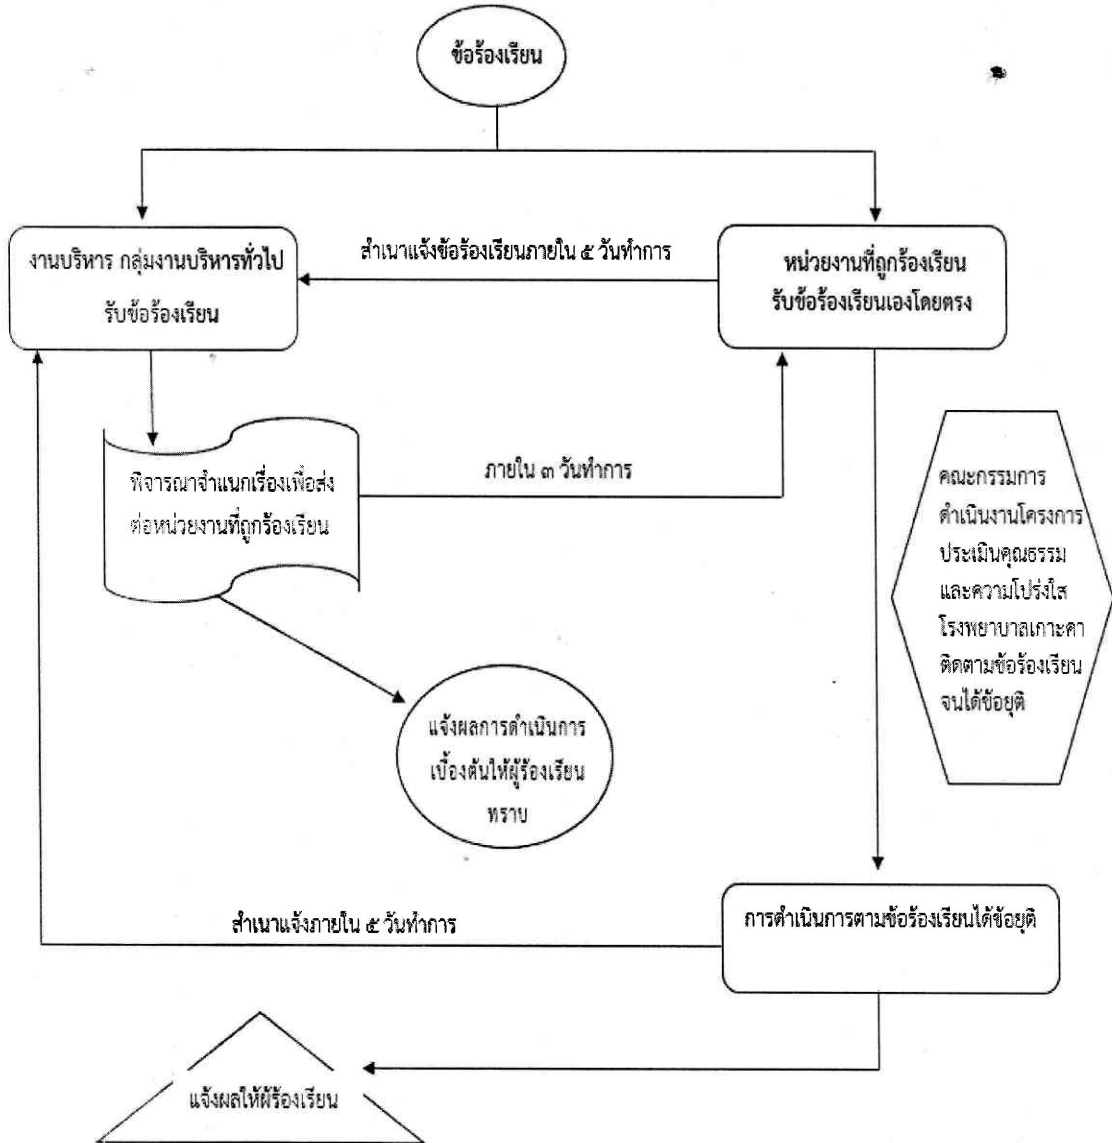 ข้อร้องเรียน
งานบริหาร กลุ่มงานบริหารทั่วไป
รับข้อร้องเรียน
สำเนาแจ้งข้อร้องเรียนภายใน ๕ วันทำการ
หน่วยงานที่ถูกร้องเรียน
รับข้อร้องเรียนเองโดยตรง
พิจารณาจำแนกเรื่องเพื่อส่ง
ต่อหน่วยงานที่ถูกร้องเรียน
ภายใน ๓ วันทำการ
คณะกรรมการ
ดำเนินงานโครงการ
ประเมินคุณธรรม
และความโปร่งใส
โรงพยาบาลเกาะคา
ติดตามข้อร้องเรียน
จนได้ข้อยุติ
แจ้งผลการดำเนินการ
เบื้องต้นให้ผู้ร้องเรียน
ทราบ
สำเนาแจ้งภายใน ๕ วันทำการ
การดำเนินการตามข้อร้องเรียนได้ข้อยุติ
แจ้งผลให้ผู้ร้องเรียน